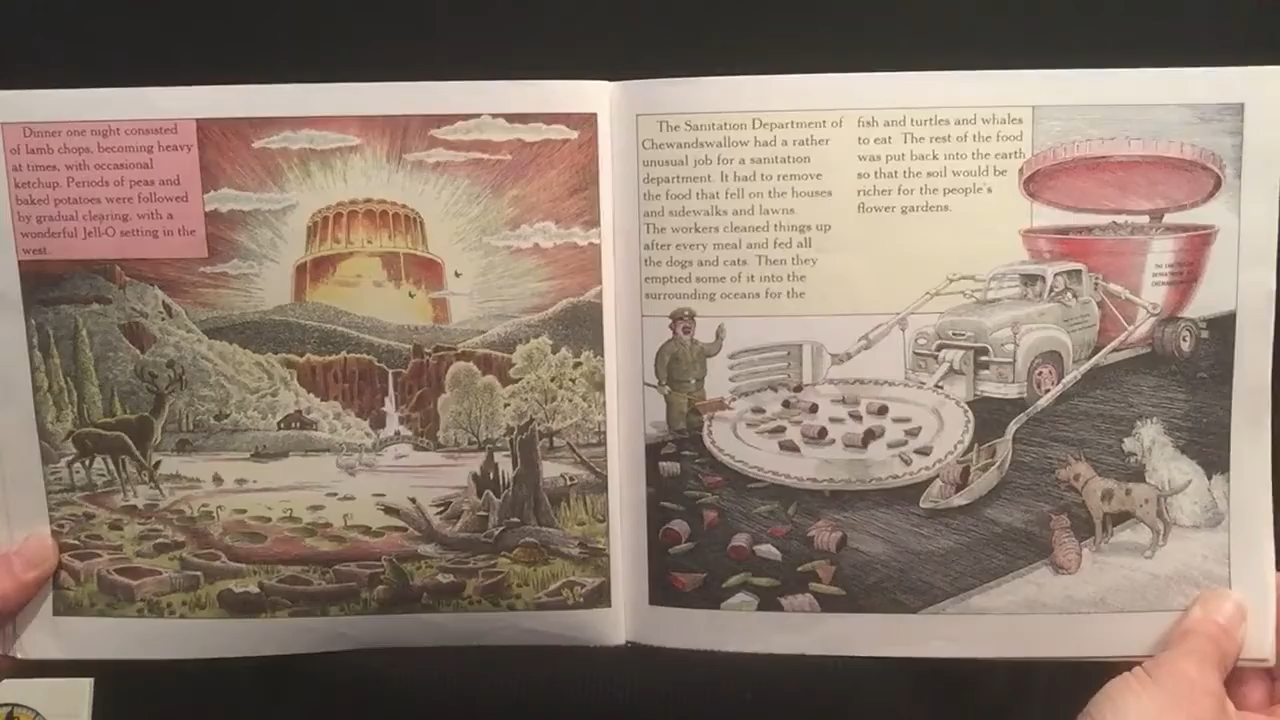 Dinner one night consisted
of lamb chops, becoming heavy
at times, with occasional
ketchup. Periods of peas and
baked potatoes were followed
by gradual clearing, with a
wonderful Jell-O setting in the
west.
The Sanitation Department of
Chewandswallow had a rather
unusual job for a sanitation
department. It had to remove
the food that fell on the houses
and sidewalks and lawns.
The workers cleaned things up
after every meal and fed all
the dogs and cats. Then they
emptied some of it into the
surrounding oceans for the
fish and turtles and whales
to eat. The rest of the food
was put back into the earth
so that the soil would be
richer for the people's
flower gardens.
THE SANITATION
DEPARTMENT OF
CHEWANDSWALLOW